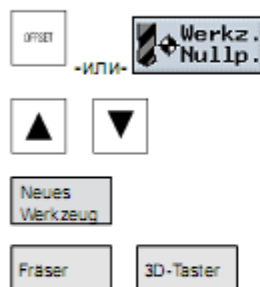 OFFSET
-или-
Werkz.
Nullp.
Neues
Werkzeug
Fräser
3D-Taster